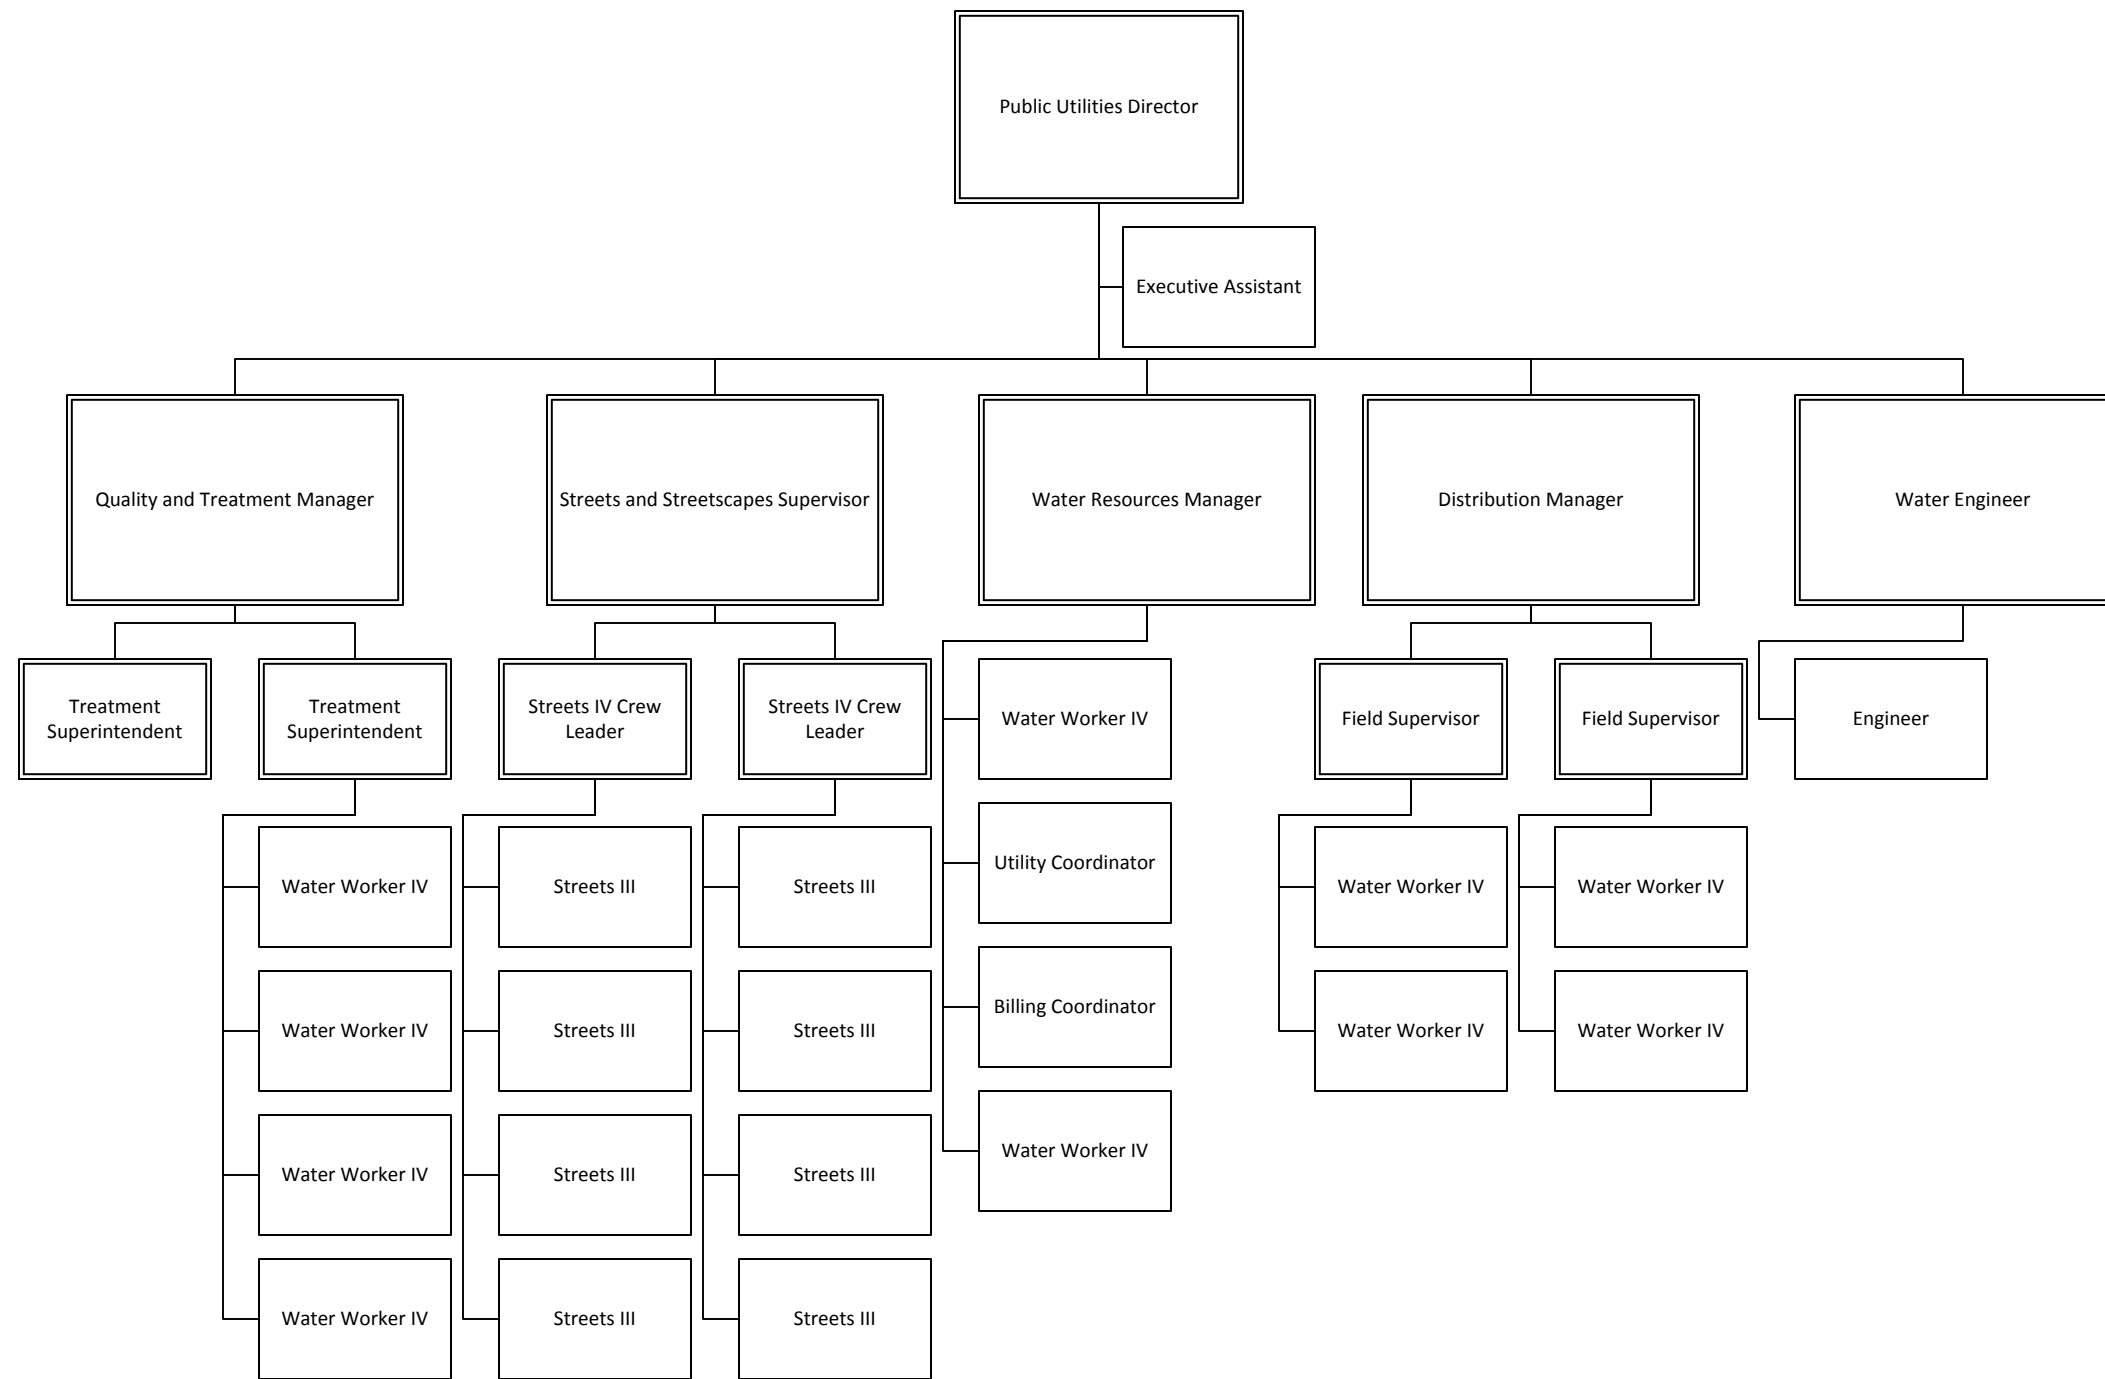 Public Utilities Director
Executive Assistant
Quality and Treatment Manager
Streets and Streetscapes Supervisor
Water Resources Manager
Distribution Manager
Water Engineer
Treatment
Superintendent
Treatment
Superintendent
Streets IV Crew
Leader
Streets IV Crew
Leader
Water Worker IV
Field Supervisor
Field Supervisor
Engineer
Water Worker IV
Streets III
Streets III
Utility Coordinator
Water Worker IV
Water Worker IV
Water Worker IV
Streets III
Streets III
Billing Coordinator
Water Worker IV
Water Worker IV
Water Worker IV
Streets III
Streets III
Water Worker IV
Water Worker IV
Streets III
Streets III